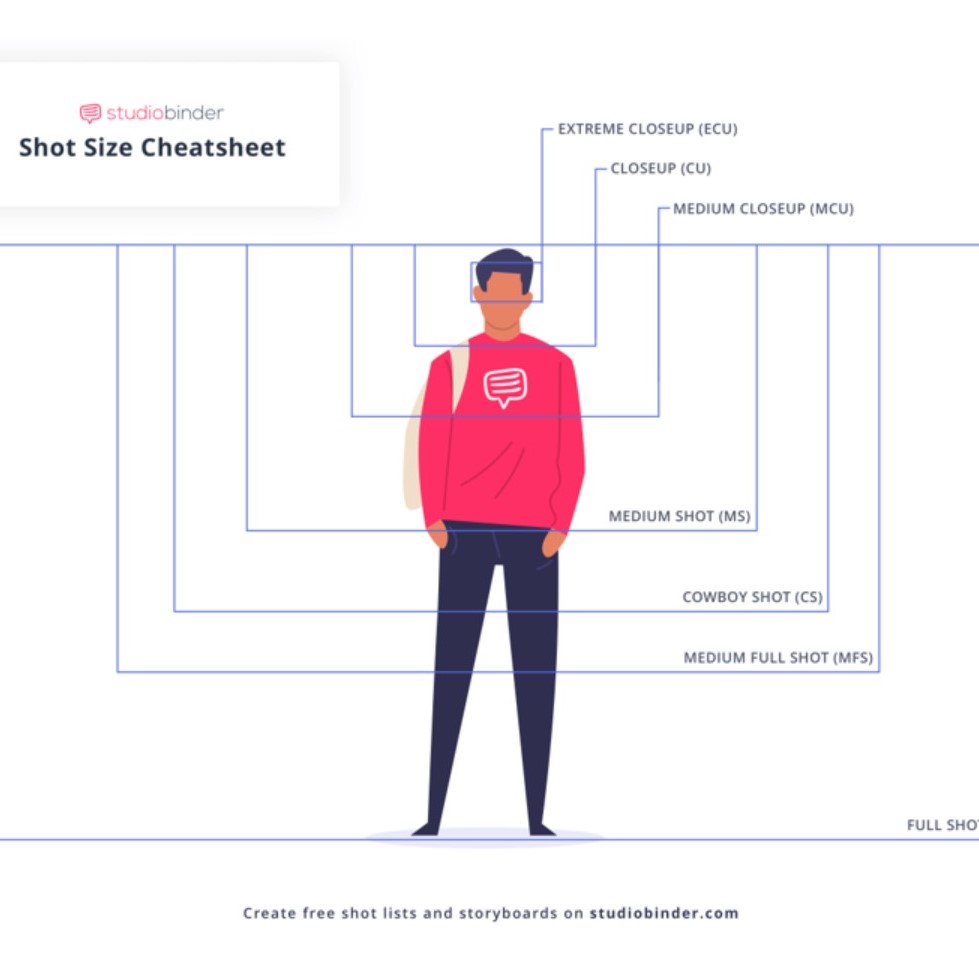 studiobinder
Shot Size Cheatsheet
EXTREME CLOSEUP (ECU)
CLOSEUP (CU)
MEDIUM CLOSEUP (MCU)
MEDIUM SHOT (MS)
COWBOY SHOT (CS)
MEDIUM FULL SHOT (MFS)
FULL SHO
Create free shot lists and storyboards on studiobinder.com